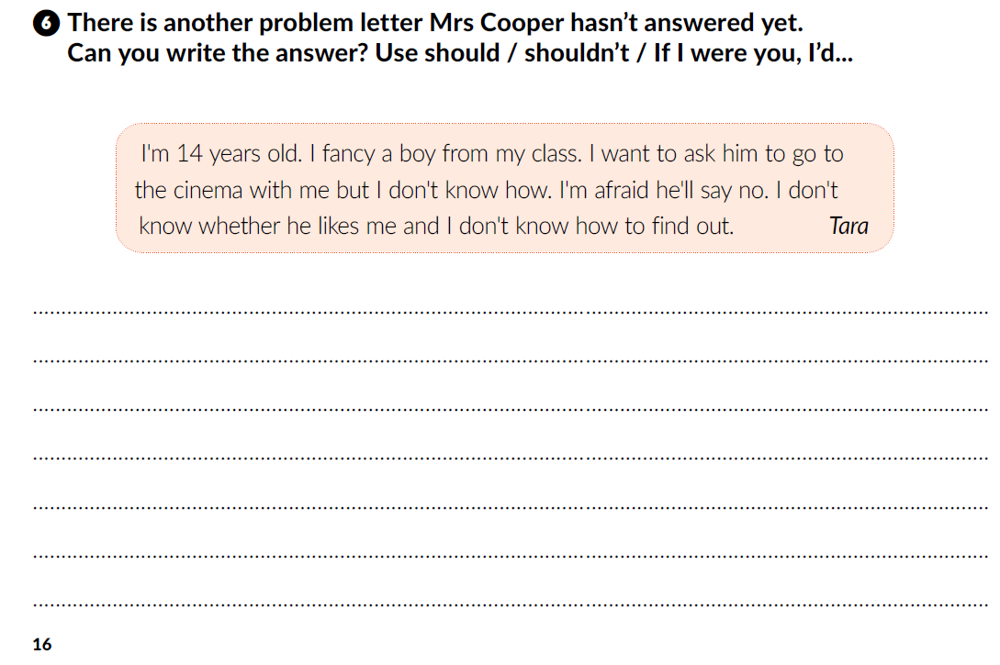 6 There is another problem letter Mrs Cooper hasn’t answered yet.
Can you write the answer? Use should / shouldn’t / If I were you, I’d...
I'm 14 years old. I fancy a boy from my class. I want to ask him to go to
the cinema with me but I don't know how. I'm afraid he'll say no. I don't
know whether he likes me and I don't know how to find out. Tara
16